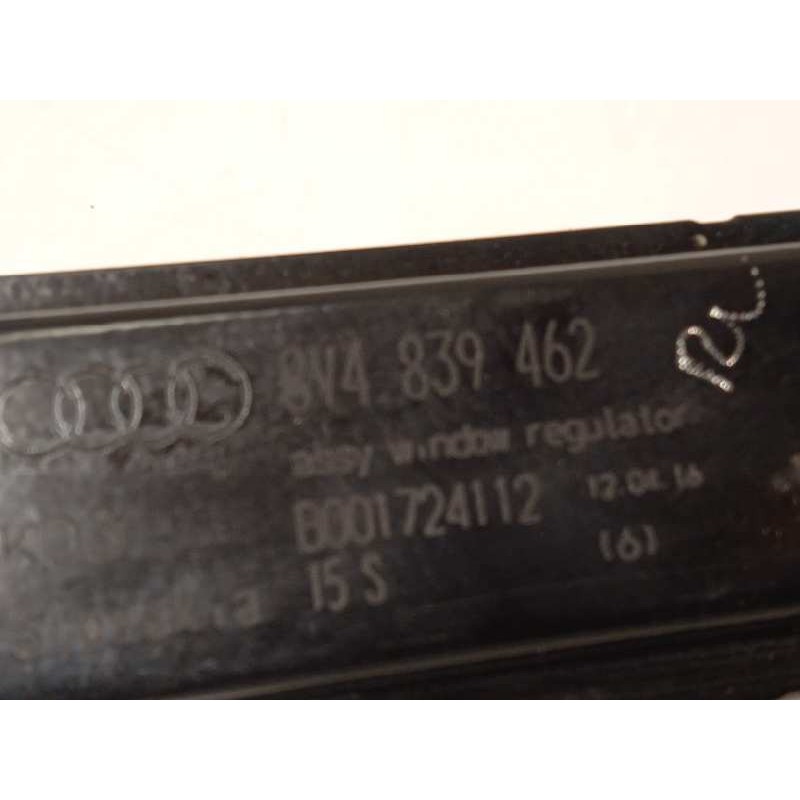 8V4 839 462
assy window regulator
B001724112 12.04.16
15 S (6)